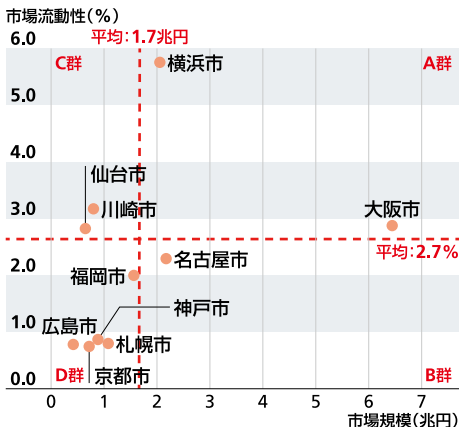 市場流動性(%)
6.0
平均:1.7兆円
C群
横浜市
A群
5.0
4.0
仙台市
川崎市
3.0
大阪市
平均:2.7%
名古屋市
2.0
福岡市
神戸市
1.0
広島市
札幌市
0.0
D群
京都市
B群
0 1 2 3 4 5 6 7
市場規模(兆円)